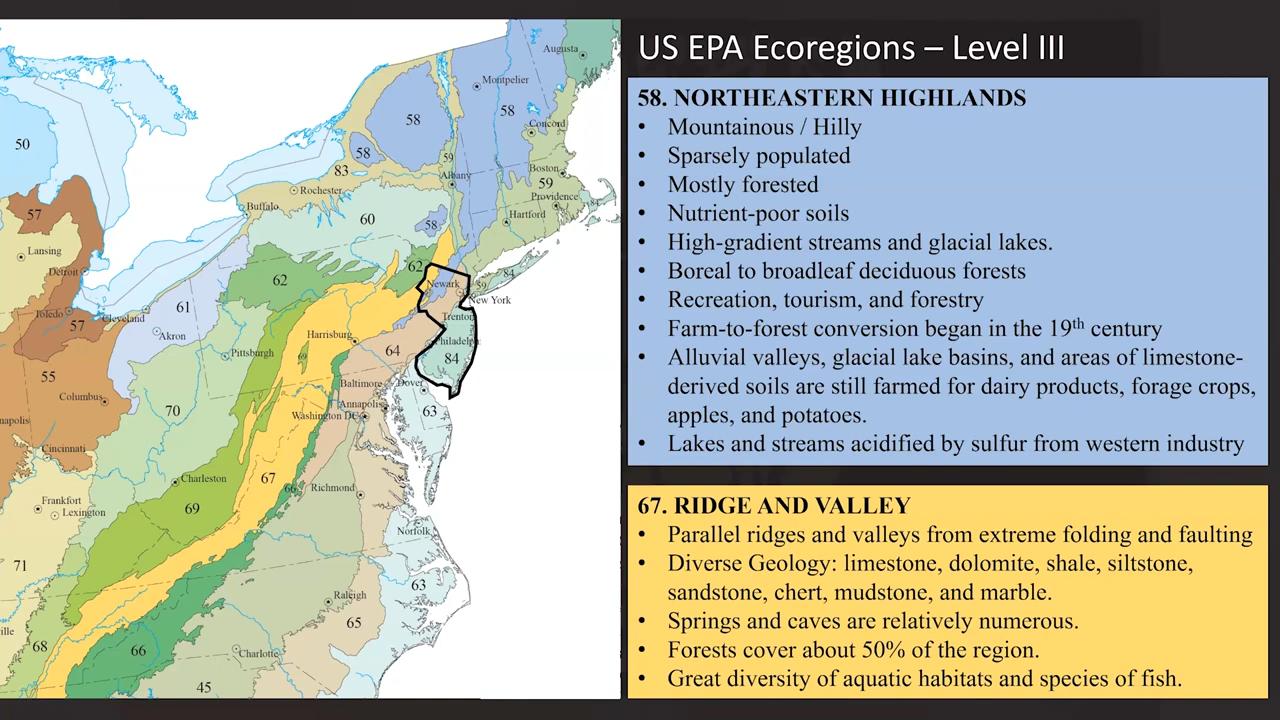 US EPA Ecoregions – Level III
58. NORTHEASTERN HIGHLANDS
• Mountainous / Hilly
• Sparsely populated
• Mostly forested
• Nutrient-poor soils
• High-gradient streams and glacial lakes.
• Boreal to broadleaf deciduous forests
• Recreation, tourism, and forestry
• Farm-to-forest conversion began in the 19th century
• Alluvial valleys, glacial lake basins, and areas of limestone-
derived soils are still farmed for dairy products, forage crops,
apples, and potatoes.
• Lakes and streams acidified by sulfur from western industry
67. RIDGE AND VALLEY
• Parallel ridges and valleys from extreme folding and faulting
• Diverse Geology: limestone, dolomite, shale, siltstone,
sandstone, chert, mudstone, and marble.
• Springs and caves are relatively numerous.
• Forests cover about 50% of the region.
• Great diversity of aquatic habitats and species of fish.
Augusta
Montpelier
58
58
50
Concord
58
59
83
Albany
Boston
59
Rochester
Providence
84
57
Buffalo
60
58
Hartford
Lansing
62
62
84
Detroit
Newark
59
New York
61
Toledo
Cleveland
Trenton
57
Akron
Harrisburg
Philadelp
64
84
Pittsburgh
69
55
Baltimore
Dover
Columbus
70
Annapolis
63
Washington DC
napolis
Cincinnati
67
Charleston
66
Richmond
Frankfort
69
Lexington
Norfolk
71
63
Raleigh
65
ville
68
66
Charlotte
45